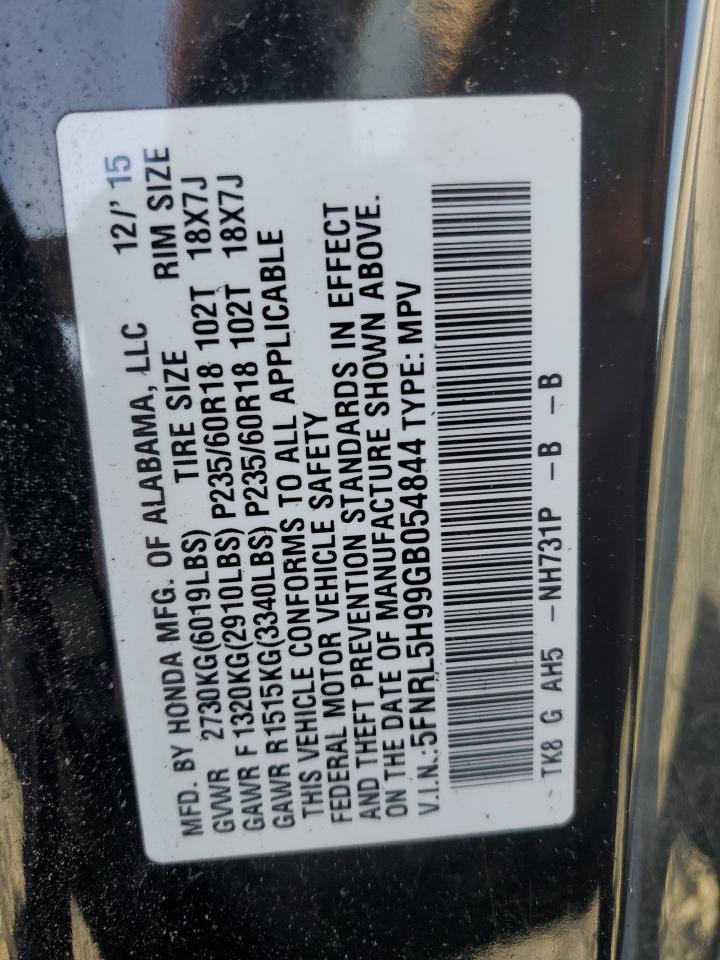 MFD. BY HONDA MFG. OF ALABAMA, LLC 12/' 15
TIRE SIZE RIM SIZE
GVWR 2730KG(6019LBS)
GAWR F 1320KG(2910LBS) P235/60R18 102T 18X7J
GAWR R 1515KG(3340LBS) P235/60R18 102T 18X7J
THIS VEHICLE CONFORMS TO ALL APPLICABLE
FEDERAL MOTOR VEHICLE SAFETY
AND THEFT PREVENTION STANDARDS IN EFFECT
ON THE DATE OF MANUFACTURE SHOWN ABOVE.
V.I.N.:5FNRL5H99GB054844 TYPE: MPV
TK8 G AH5 -NH731P -B -B